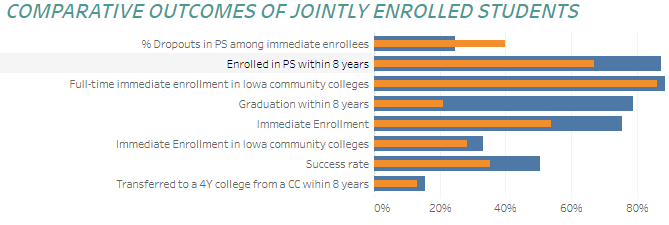 COMPARATIVE OUTCOMES OF JOINTLY ENROLLED STUDENTS
% Dropouts in PS among immediate enrollees
Enrolled in PS within 8 years
Full-time immediate enrollment in Iowa community colleges
Graduation within 8 years
Immediate Enrollment
Immediate Enrollment in Iowa community colleges
Success rate
Transferred to a 4Y college from a CC wihin 8 years
0% 20% 40% 60% 80%